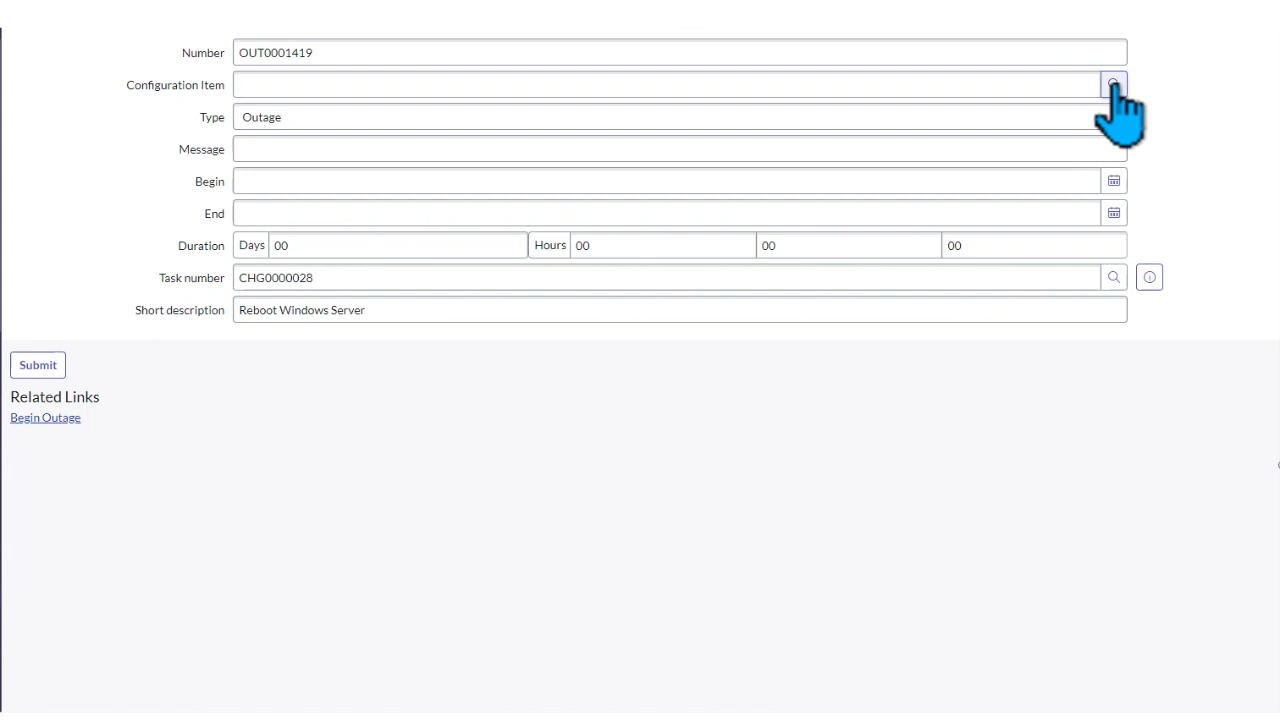 Number OUT0001419
Configuration Item
Type Outage
Message
Begin
End
Duration Days 00 Hours 00 00 00
Task number CHG0000028
Short description Reboot Windows Server
Submit
Related Links
Begin Outage